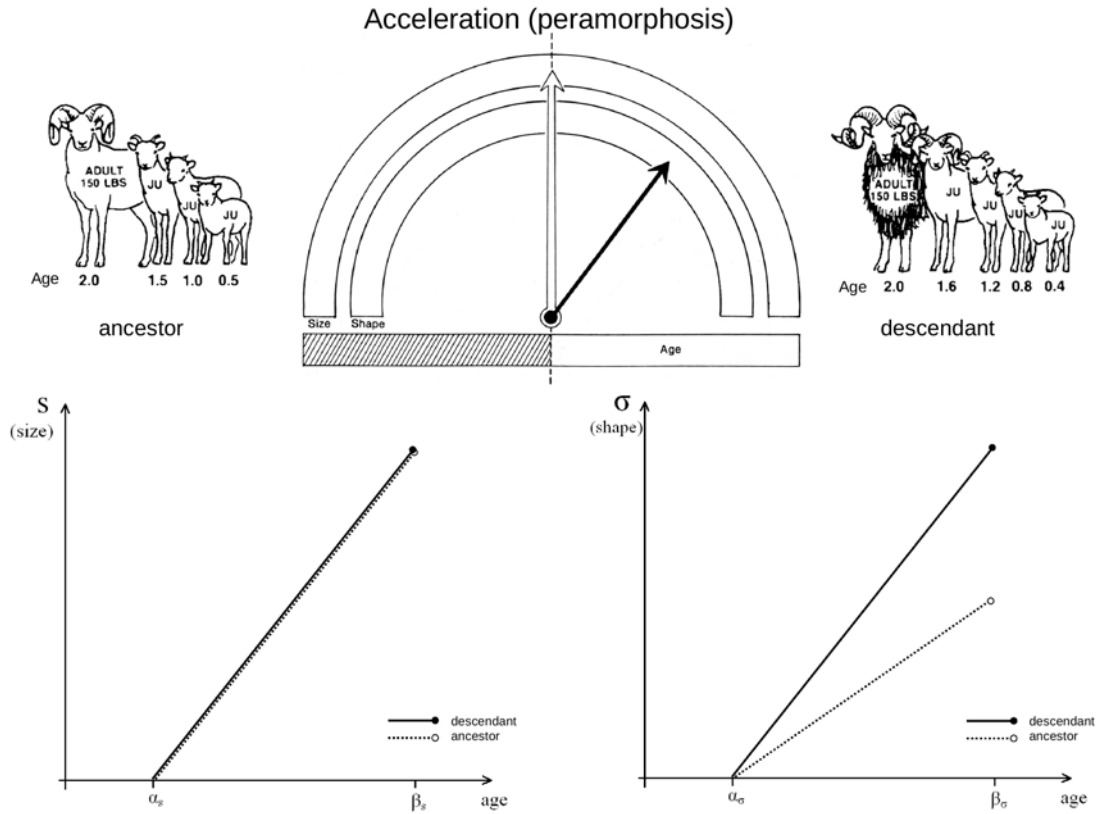 Acceleration (peramorphosis)
ADULT
150 LBS
JU
JU
JU
Age 2.0 1.5 1.0 0.5
ancestor
Size Shape
Age
ADULT
150 LBS
JU
JU
JU
JU
Age 2.0 1.6 1.2 0.8 0.4
descendant
S
(size)
descendant
ancestor
αs βs age
σ
(shape)
descendant
ancestor
ασ βσ age